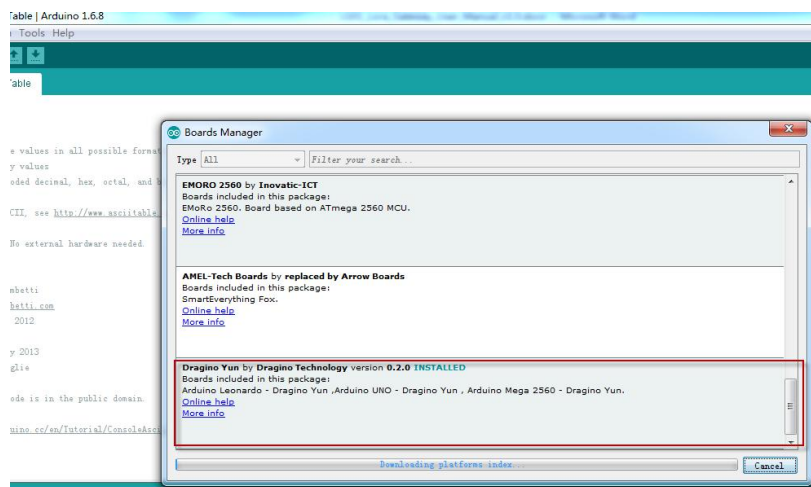 Table | Arduino 1.6.8
Tools Help
Table
Boards Manager
Type All
Filter your search...
EMORO 2560 by Inovatic-ICT
Boards included in this package:
EMoRo 2560. Board based on ATmega 2560 MCU.
Online help
More info
AMEL-Tech Boards by replaced by Arrow Boards
Boards included in this package:
SmartEverything Fox.
Online help
More info
Dragino Yun by Dragino Technology version 0.2.0 INSTALLED
Boards included in this package:
Arduino Leonardo - Dragino Yun ,Arduino UNO - Dragino Yun , Arduino Mega 2560 - Dragino Yun.
Online help
More info
Downloading platforms index...
Cancel
e values in all possible format
y values
oded decimal, hex, octal, and b
CII, see http://www.asciitable.
No external hardware needed.
mbetti
betti.com
2012
y 2013
glia
ode is in the public domain.
uino.cc/en/Tutorial/ConsoleAsci